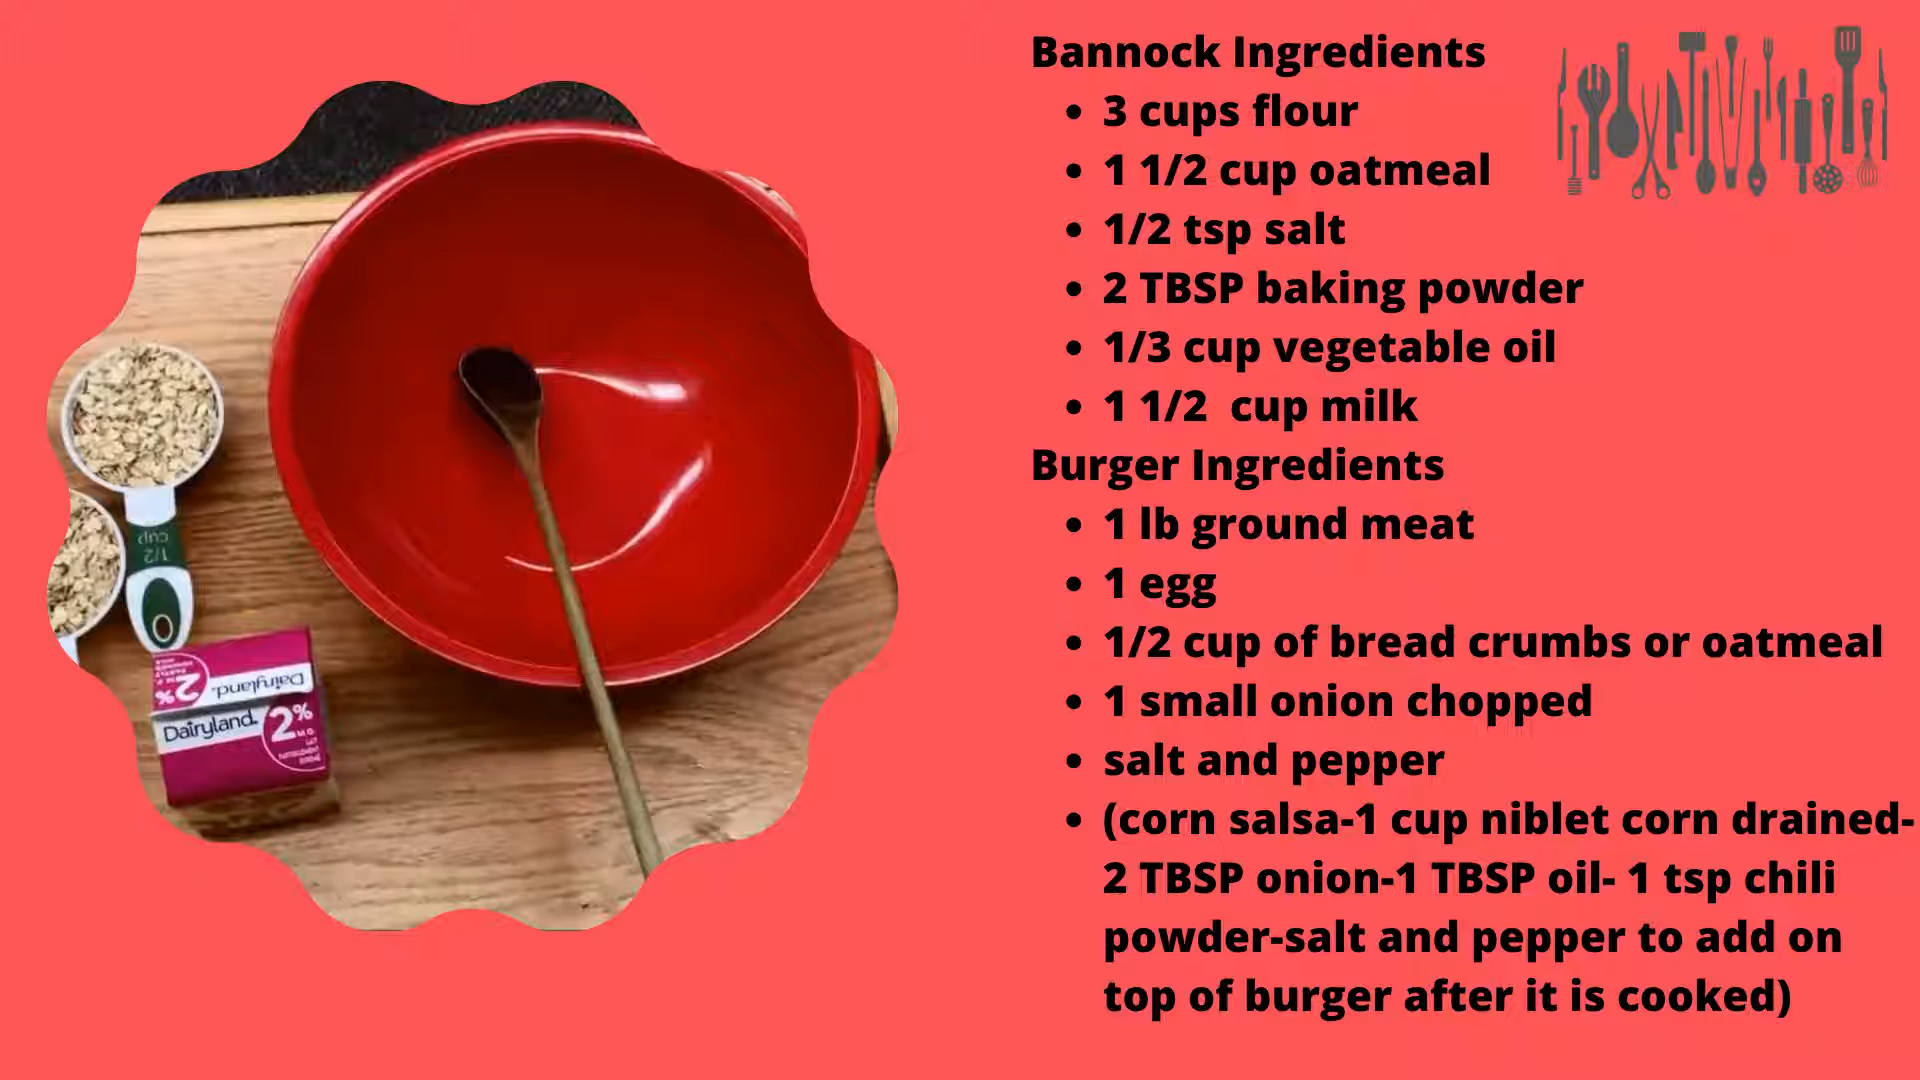 Bannock Ingredients
• 3 cups flour
• 1 1/2 cup oatmeal
• 1/2 tsp salt
• 2 TBSP baking powder
• 1/3 cup vegetable oil
• 1 1/2  cup milk
Burger Ingredients
• 1 lb ground meat
• 1 egg
• 1/2 cup of bread crumbs or oatmeal
• 1 small onion chopped
• salt and pepper
• (corn salsa-1 cup niblet corn drained-
2 TBSP onion-1 TBSP oil- 1 tsp chili
powder-salt and pepper to add on
top of burger after it is cooked)
cup
1/2
2%
Dairyland
Dairyland
2%
M.G.